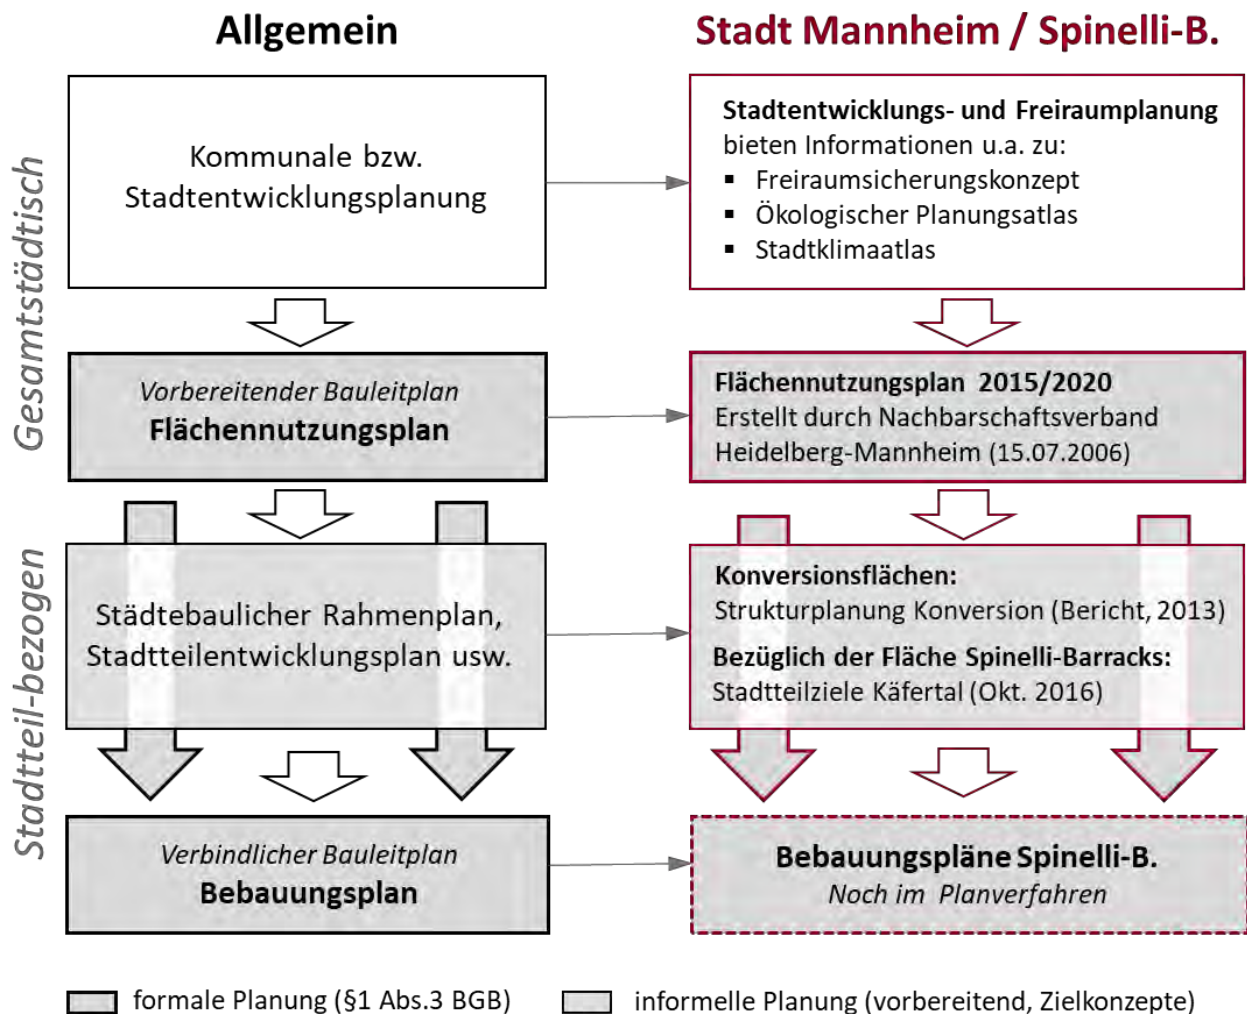 Allgemein
Stadt Mannheim / Spinelli-B.
Gesamtstädtisch
Kommunale bzw.
Stadtentwicklungsplanung
Stadtentwicklungs- und Freiraumplanung
bieten Informationen u.a. zu:
▪ Freiraumsicherungskonzept
▪ Ökologischer Planungsatlas
▪ Stadtklimaatlas
Vorbereitender Bauleitplan
Flächennutzungsplan
Flächennutzungsplan 2015/2020
Erstellt durch Nachbarschaftsverband
Heidelberg-Mannheim (15.07.2006)
Stadtteil-bezogen
Städtebaulicher Rahmenplan,
Stadtteilentwicklungsplan usw.
Konversionsflächen:
Strukturplanung Konversion (Bericht, 2013)
Bezüglich der Fläche Spinelli-Barracks:
Stadtteilziele Käfertal (Okt. 2016)
Verbindlicher Bauleitplan
Bebauungsplan
Bebauungspläne Spinelli-B.
Noch im Planverfahren
formale Planung (§1 Abs.3 BGB)
informelle Planung (vorbereitend, Zielkonzepte)